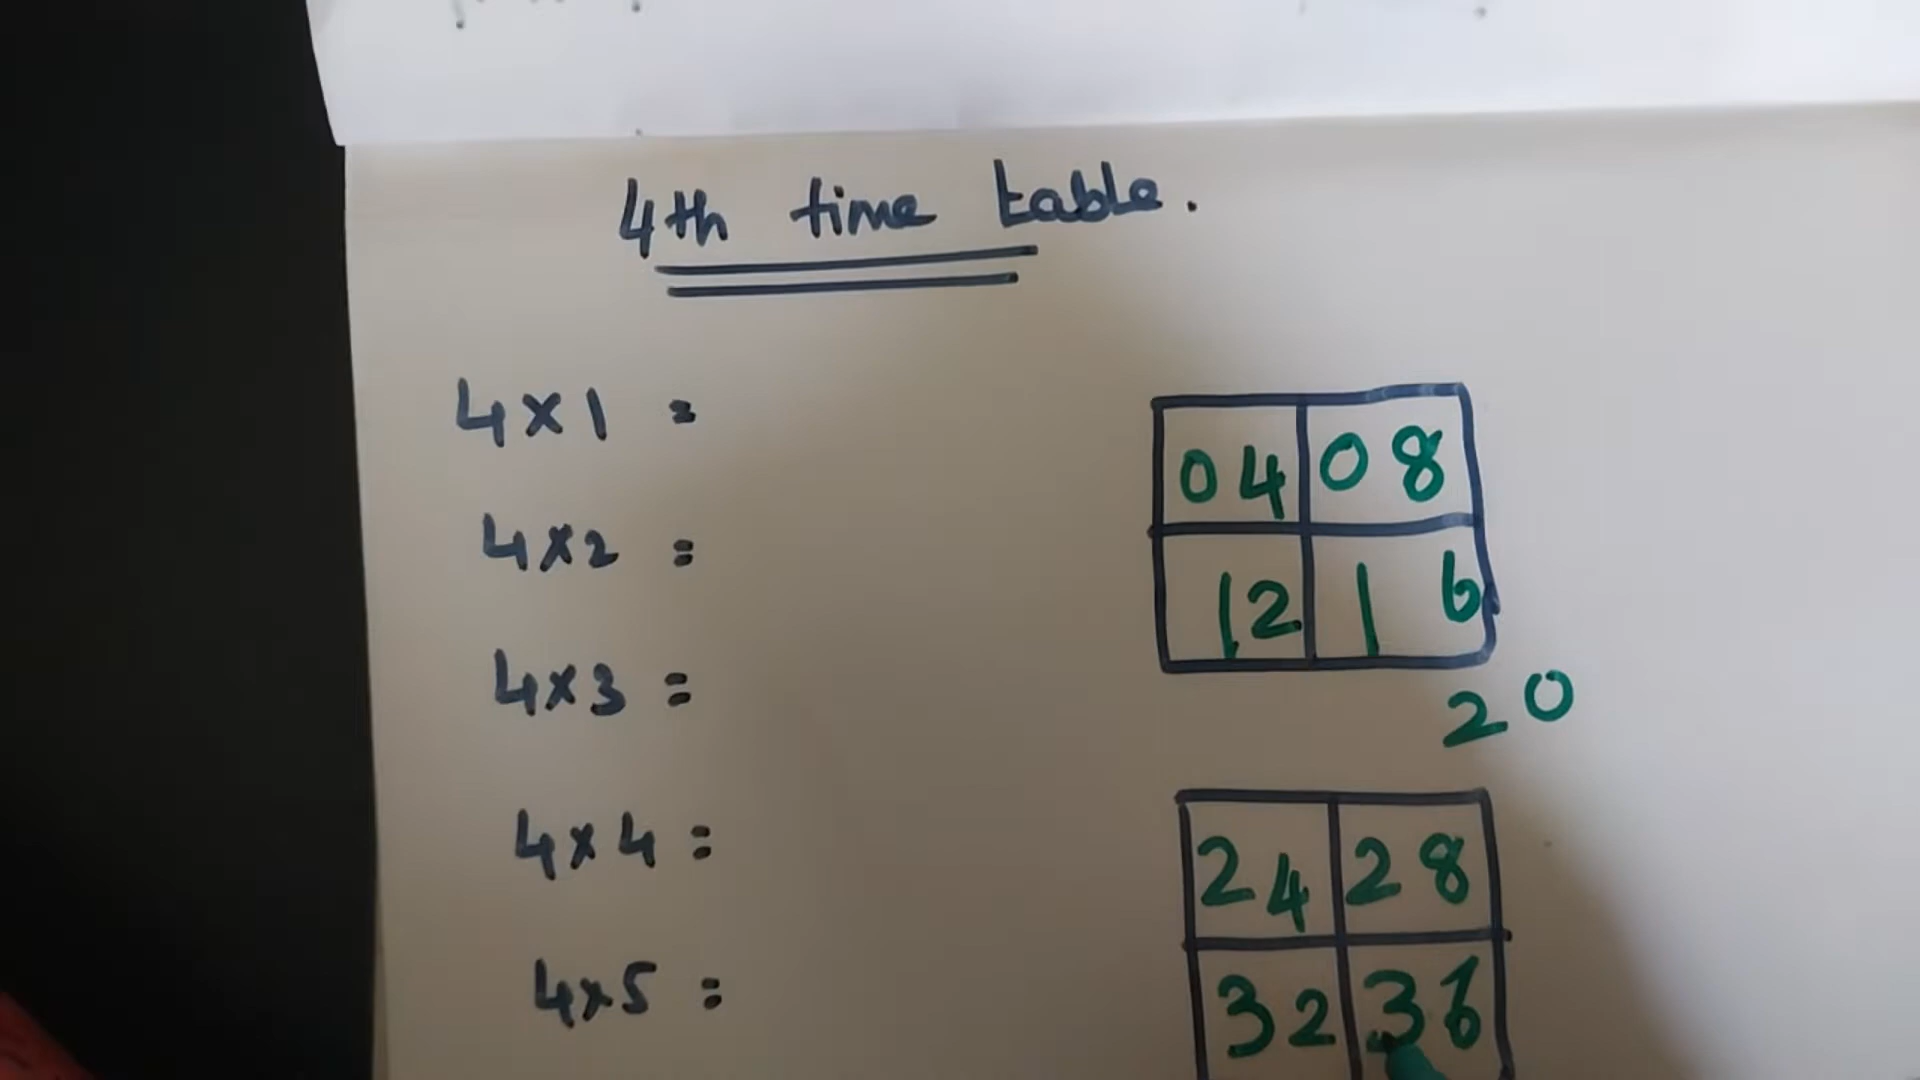 4th time table.
4x1 =
4x2 =
4x3 =
4x4 =
4x5 =
04 08
12 16
20
24 28
32 36